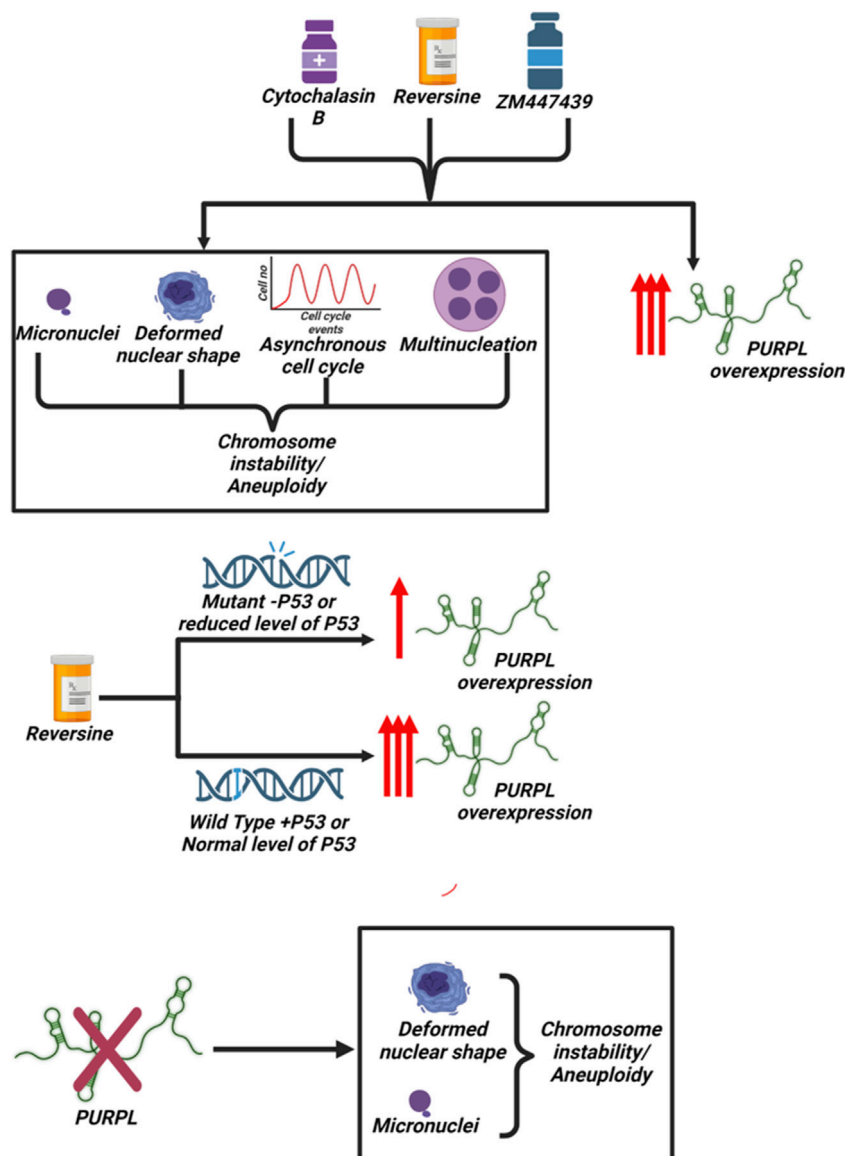 Cytochalasin
B
Reversine
ZM447439
Micronuclei
Deformed
nuclear shape
Cell no
Cell cycle
events
Asynchronous
cell cycle
Multinucleation
Chromosome
instability/
Aneuploidy
PURPL
overexpression
Mutant -P53 or
reduced level of P53
PURPL
overexpression
Reversine
Wild Type +P53 or
Normal level of P53
PURPL
overexpression
PURPL
Deformed
nuclear shape
Micronuclei
Chromosome
instability/
Aneuploidy